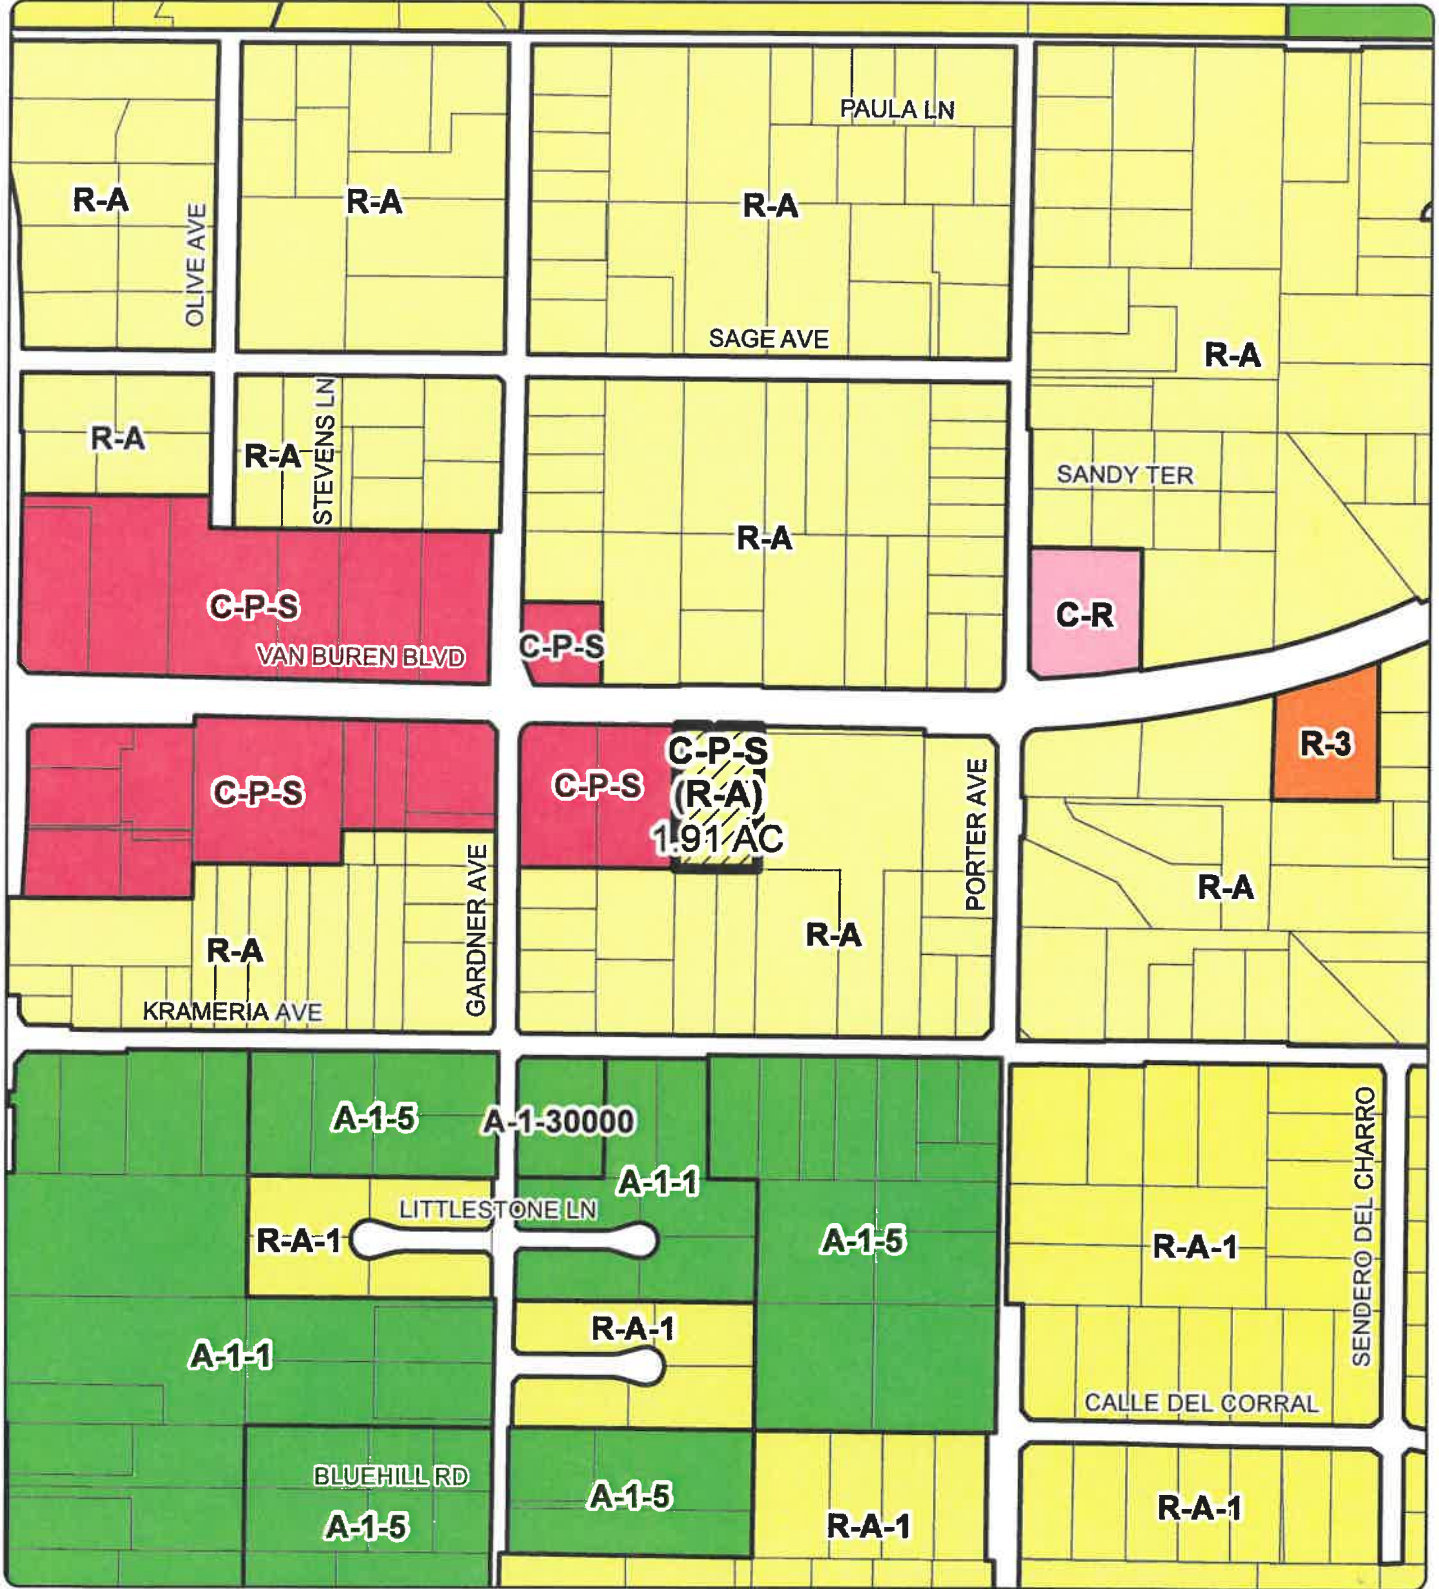 PAULA LN
R-A
R-A
R-A
OLIVE AVE
SAGE AVE
R-A
R-A
R-A
STEVENS LN
SANDY TER
R-A
C-P-S
VAN BUREN BLVD
C-P-S
C-R
C-P-S
C-P-S
C-P-S
(R-A)
1.91 AC
R-3
PORTER AVE
GARDNER AVE
R-A
R-A
R-A
KRAMERIA AVE
A-1-5
A-1-30000
A-1-1
LITTLESTONE LN
R-A-1
A-1-5
R-A-1
SENDERO DEL CHARRO
R-A-1
A-1-1
CALLE DEL CORRAL
BLUEHILL RD
A-1-5
A-1-5
R-A-1
R-A-1